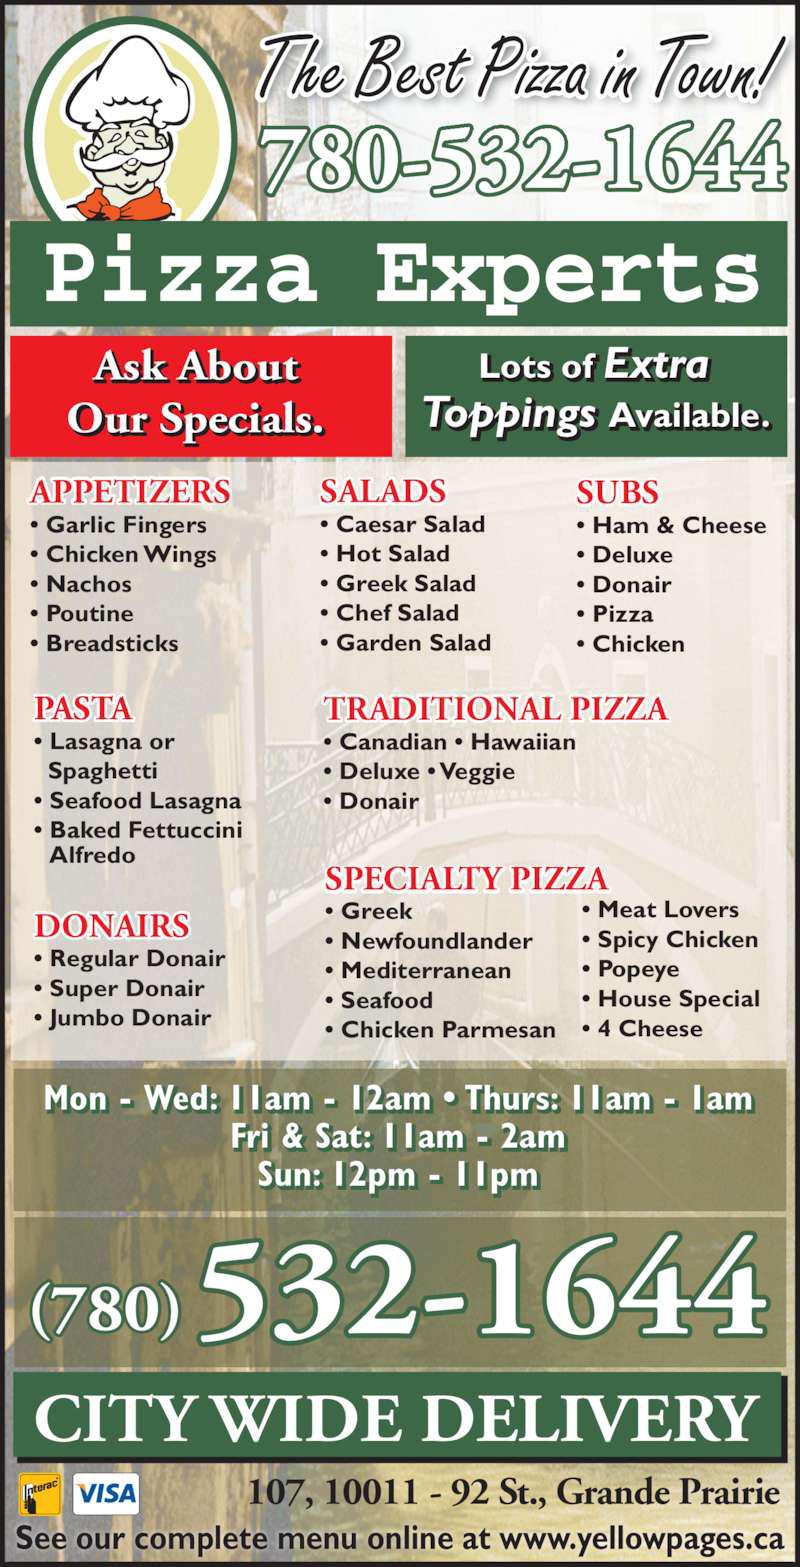 The Best Pizza in Town!
780-532-1644
Pizza Experts
Ask About
Our Specials.
Lots of Extra
Toppings Available.
APPETIZERS
• Garlic Fingers
• Chicken Wings
• Nachos
• Poutine
• Breadsticks
SALADS
• Caesar Salad
• Hot Salad
• Greek Salad
• Chef Salad
• Garden Salad
SUBS
• Ham & Cheese
• Deluxe
• Donair
• Pizza
• Chicken
PASTA
• Lasagna or
Spaghetti
• Seafood Lasagna
• Baked Fettuccini
Alfredo
TRADITIONAL PIZZA
• Canadian • Hawaiian
• Deluxe • Veggie
• Donair
DONAIRS
• Regular Donair
• Super Donair
• Jumbo Donair
SPECIALTY PIZZA
• Greek
• Newfoundlander
• Mediterranean
• Seafood
• Chicken Parmesan
• Meat Lovers
• Spicy Chicken
• Popeye
• House Special
• 4 Cheese
Mon - Wed: 11am - 12am • Thurs: 11am - 1am
Fri & Sat: 11am - 2am
Sun: 12pm - 11pm
(780) 532-1644
CITY WIDE DELIVERY
Interac
VISA
107, 10011 - 92 St., Grande Prairie
See our complete menu online at www.yellowpages.ca